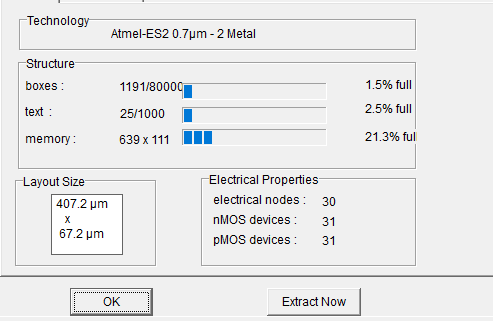 Technology
Atmel-ES2 0.7µm - 2 Metal
Structure
boxes : 1191/80000 1.5% full
text : 25/1000 2.5% full
memory : 639 x 111 21.3% full
Layout Size
407.2 µm
x
67.2 µm
Electrical Properties
electrical nodes : 30
nMOS devices : 31
pMOS devices : 31
OK
Extract Now